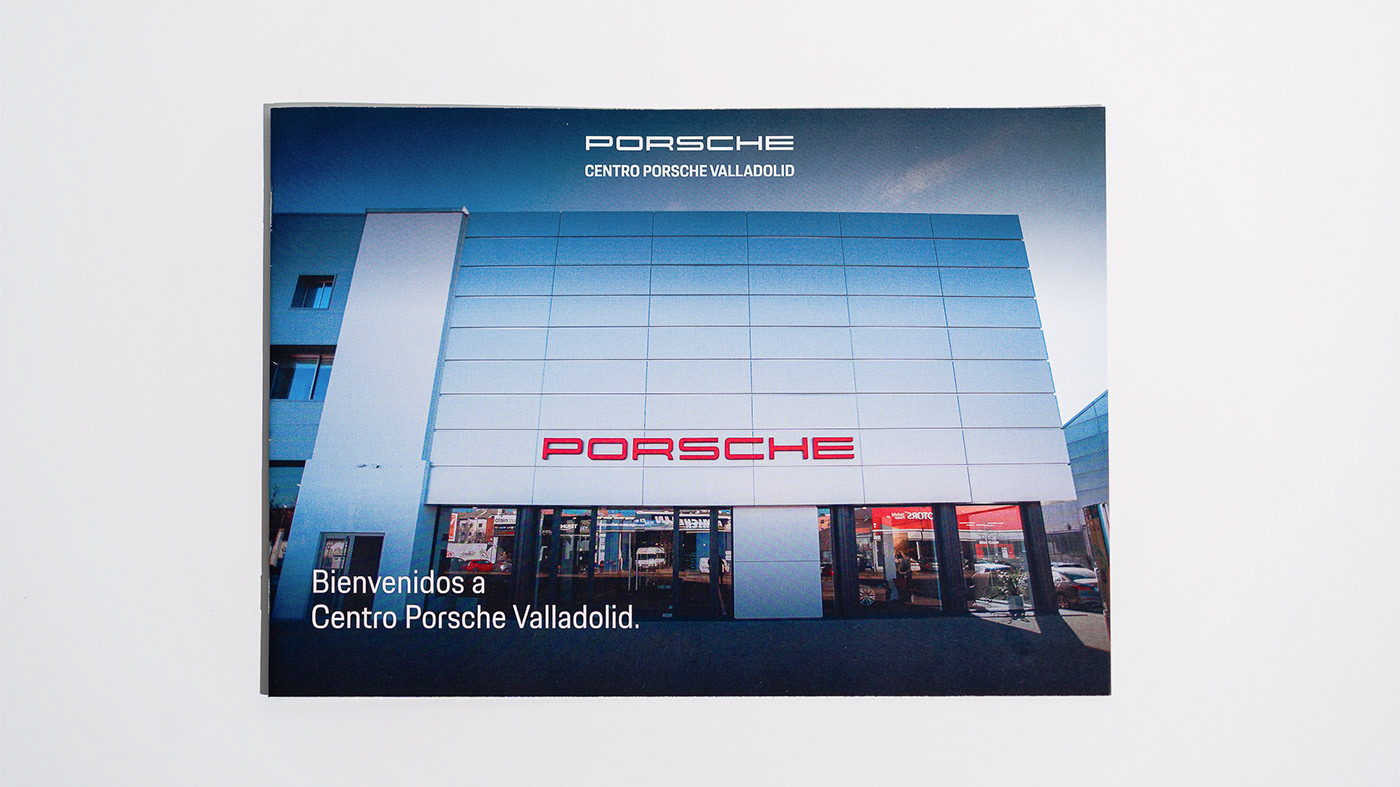 PORSCHE
CENTRO PORSCHE VALLADOLID
PORSCHE
Bienvenidos a
Centro Porsche Valladolid.